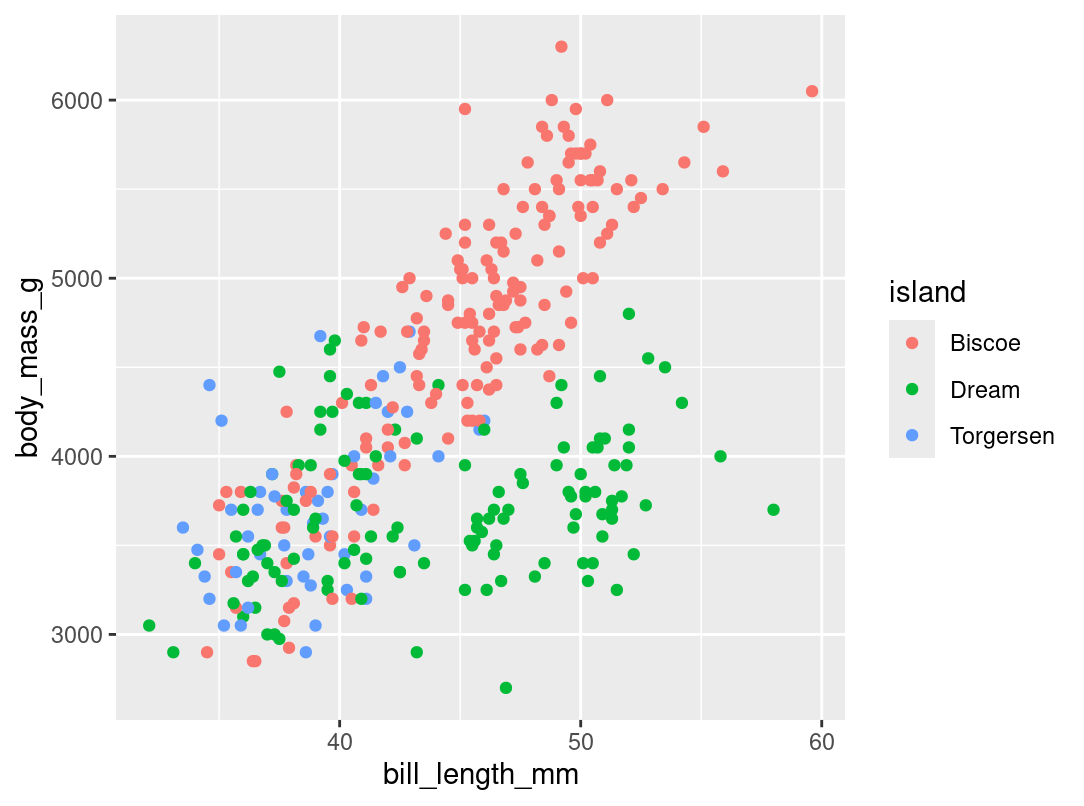 body_mass_g
6000
5000
4000
3000
40
50
60
bill_length_mm
island
Biscoe
Dream
Torgersen